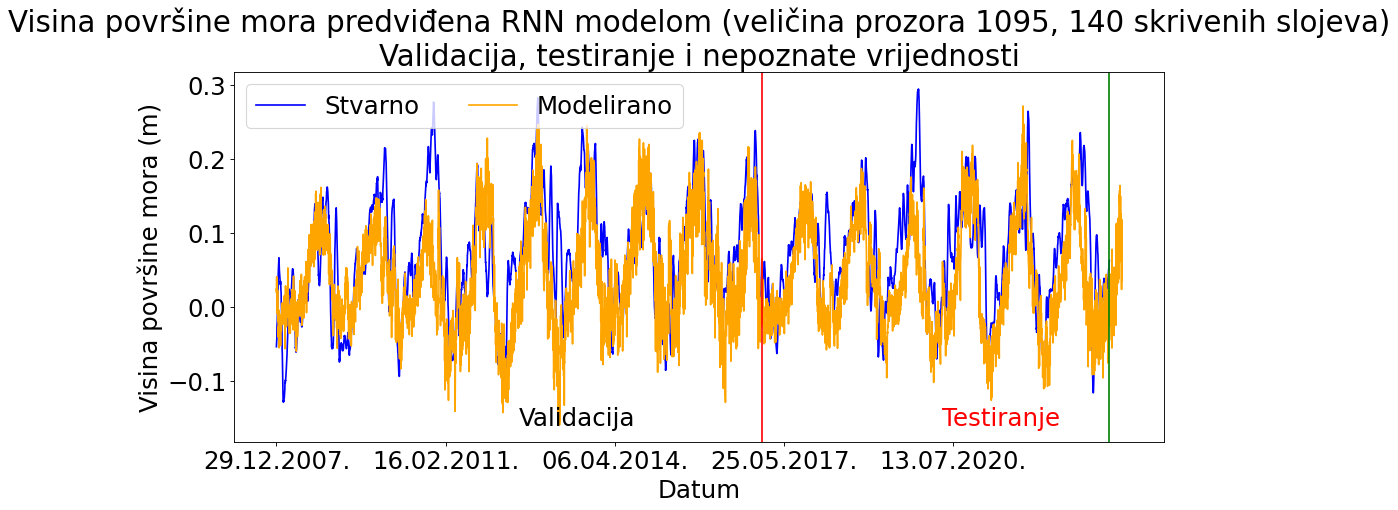 Visina površine mora predviđena RNN modelom (veličina prozora 1095, 140 skrivenih slojeva)
Validacija, testiranje i nepoznate vrijednosti
Stvarno
Modelirano
Visina površine mora (m)
0.3
0.2
0.1
0.0
−0.1
Validacija
Testiranje
29.12.2007.
16.02.2011.
06.04.2014.
25.05.2017.
13.07.2020.
Datum